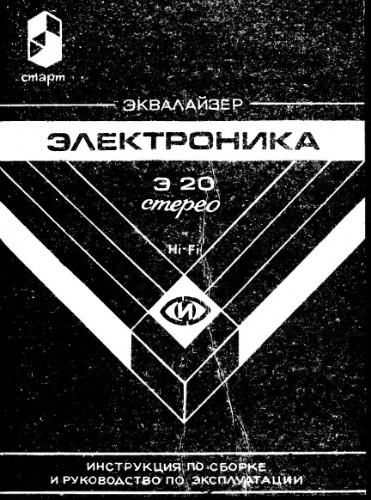 старт
ЭКВАЛАЙЗЕР
ЭЛЕКТРОНИКА
Э 20
стерео
Hi-Fi
И
ИНСТРУКЦИЯ ПО СБОРКЕ
И РУКОВОДСТВО ПО ЭКСПЛУАТАЦИИ